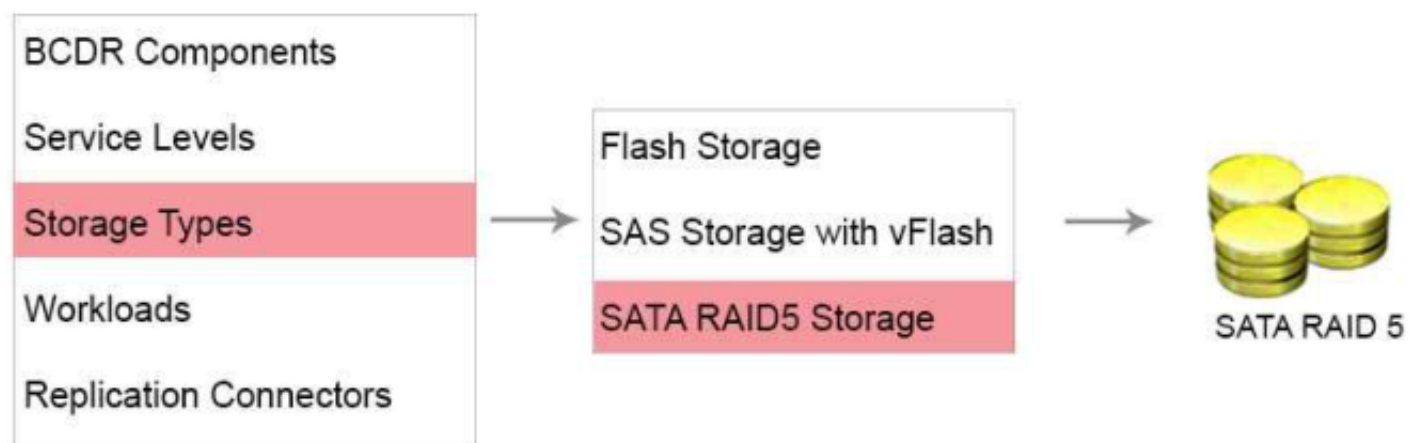 BCDR Components
Service Levels
Storage Types
Workloads
Replication Connectors
Flash Storage
SAS Storage with vFlash
SATA RAID5 Storage
SATA RAID 5